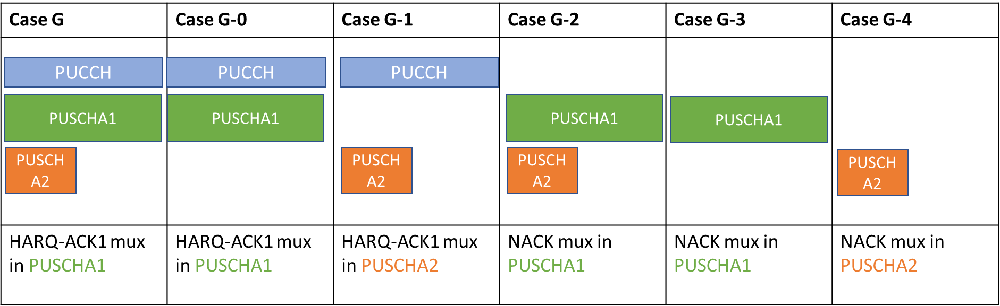 Case G
Case G-0
Case G-1
Case G-2
Case G-3
Case G-4
PUCCH
PUCCH
PUCCH
PUSCHA1
PUSCHA1
PUSCHA1
PUSCHA1
PUSCH
A2
PUSCH
A2
PUSCH
A2
PUSCH
A2
HARQ-ACK1 mux
in PUSCHA1
HARQ-ACK1 mux
in PUSCHA1
HARQ-ACK1 mux
in PUSCHA2
NACK mux in
PUSCHA1
NACK mux in
PUSCHA1
NACK mux in
PUSCHA2